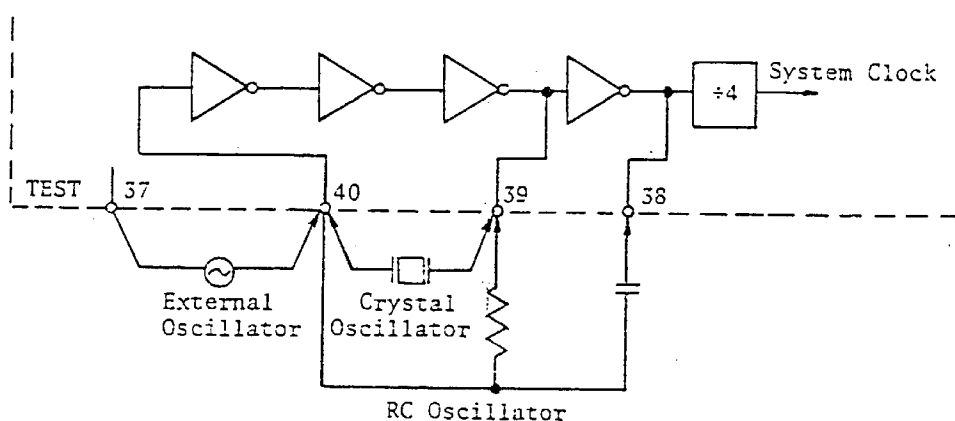 System Clock
÷4
TEST
37
40
39
38
External
Oscillator
Crystal
Oscillator
RC Oscillator